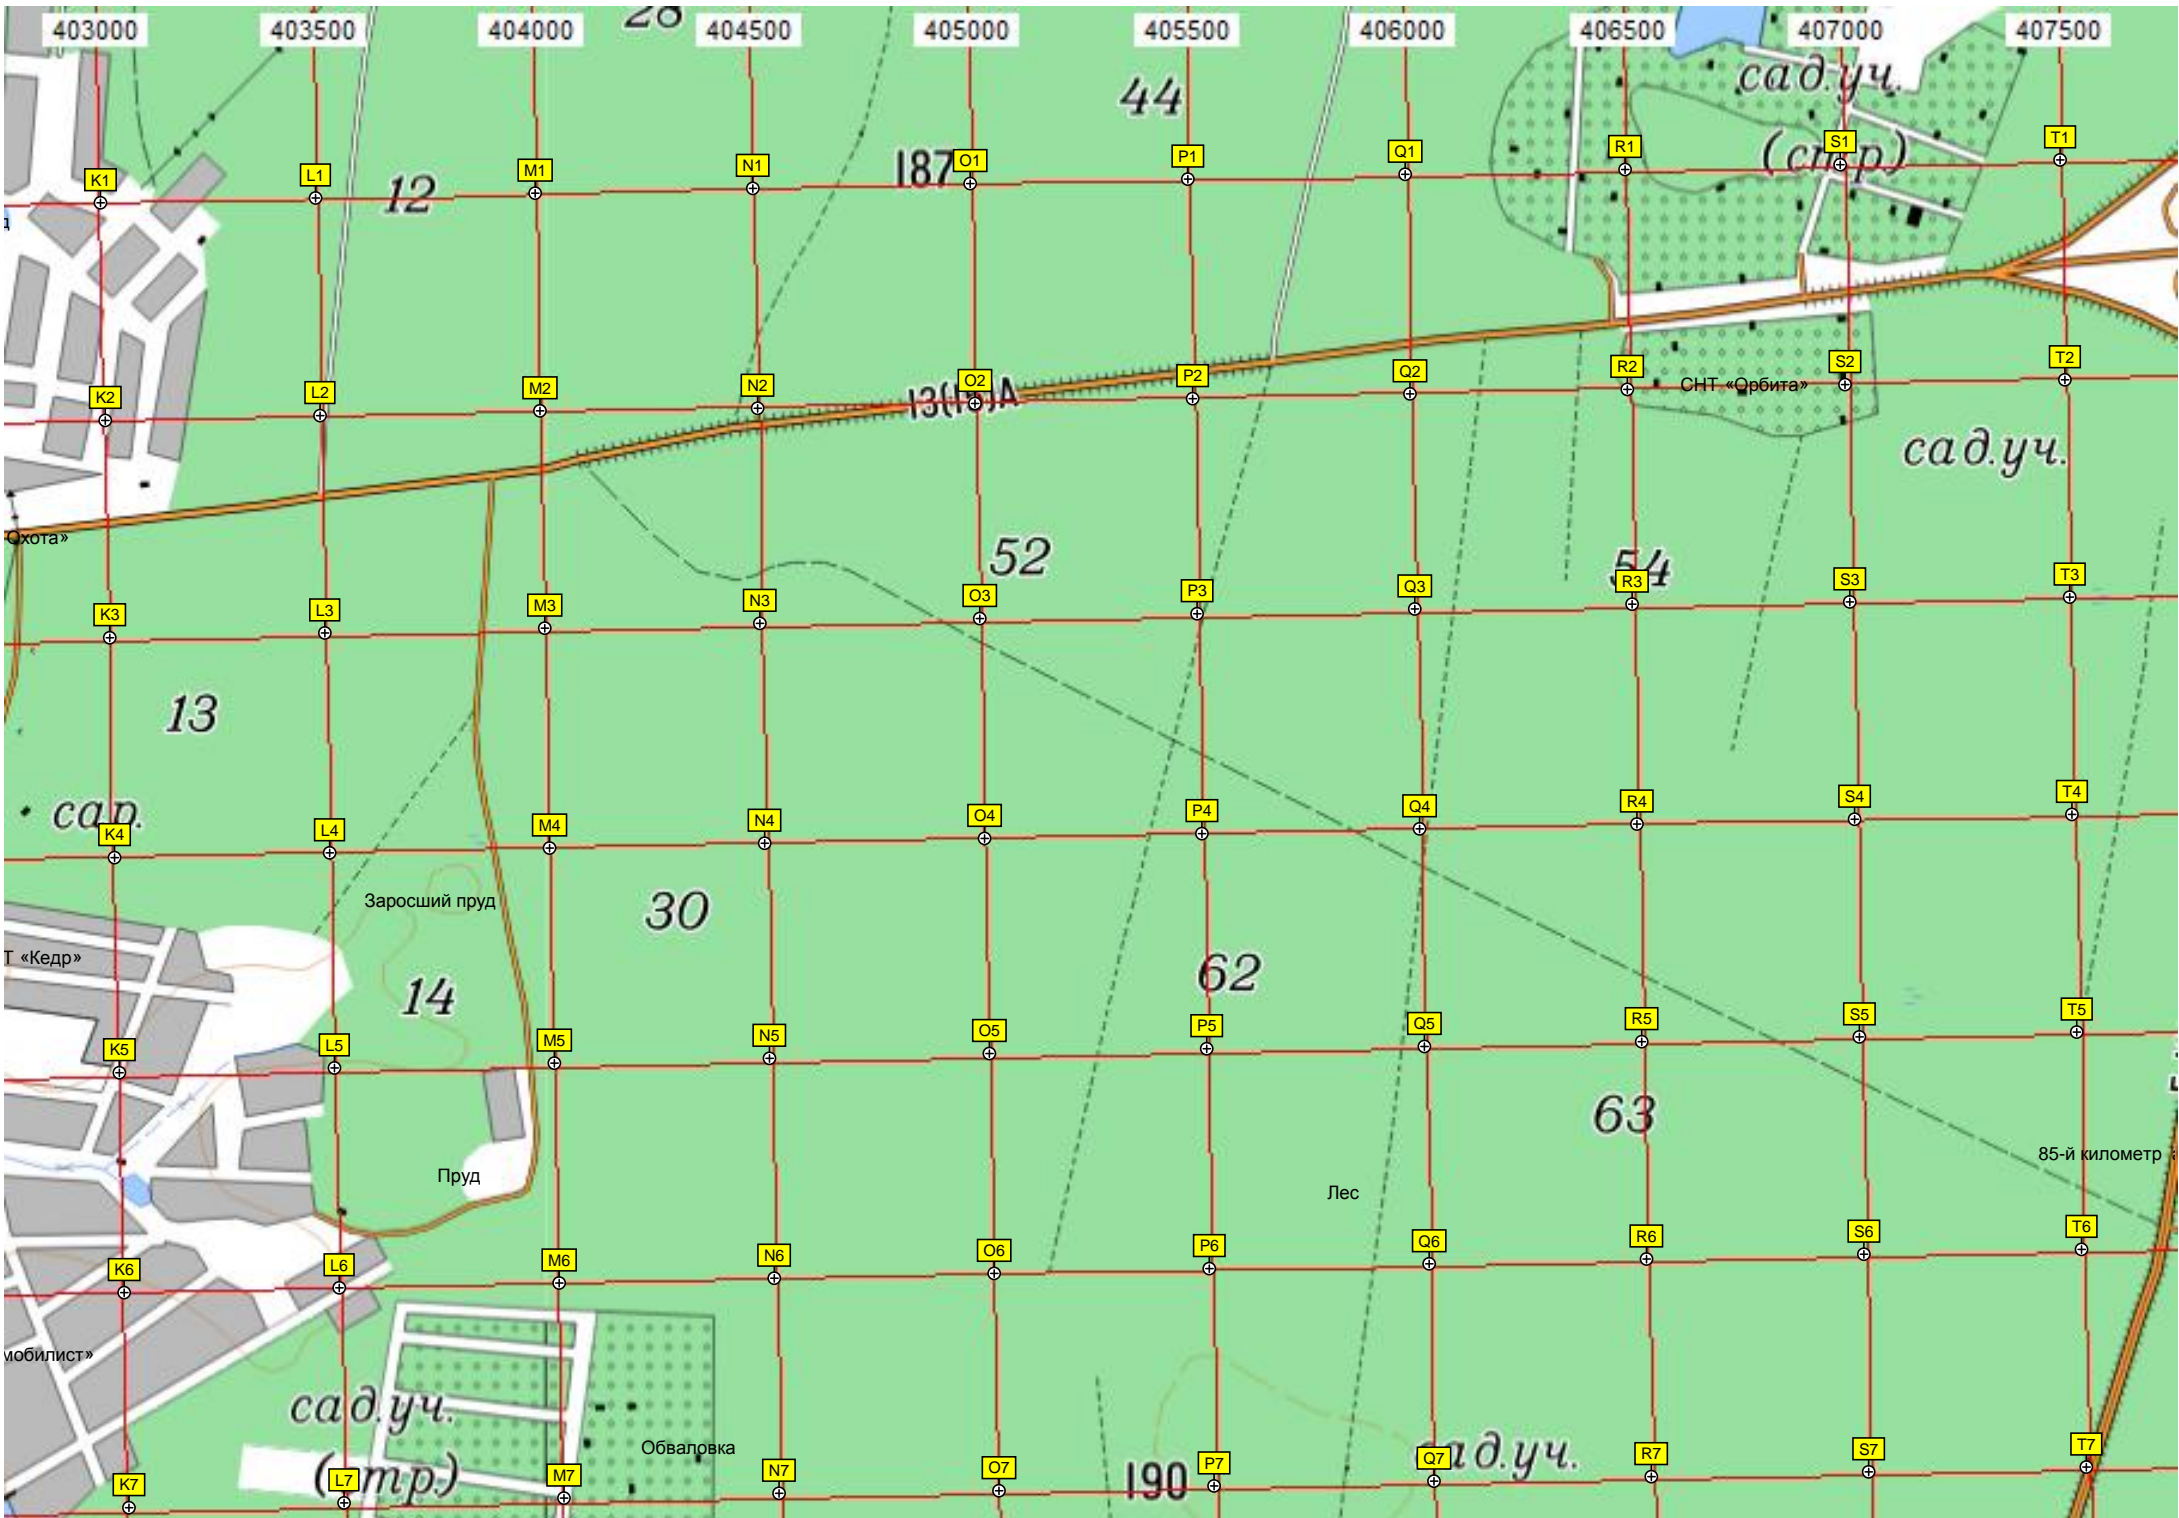 403000 403500 404000 404500 405000 405500 406000 406500 407000 407500
28
44
сад.уч.
(стр)
K1 L1 M1 N1 O1 P1 Q1 R1 S1 T1
12
187
K2 L2 M2 N2 O2 P2 Q2 R2 S2 T2
СНТ «Орбита»
сад.уч.
Охота»
52
54
K3 L3 M3 N3 O3 P3 Q3 R3 S3 T3
13
сар.
K4 L4 M4 N4 O4 P4 Q4 R4 S4 T4
Заросший пруд
30
Т «Кедр»
62
14
K5 L5 M5 N5 O5 P5 Q5 R5 S5 T5
63
85-й километр
Пруд
Лес
K6 L6 M6 N6 O6 P6 Q6 R6 S6 T6
мобилист»
сад.уч.
(стр.)
Обваловка
сад.уч.
190
K7 L7 M7 N7 O7 P7 Q7 R7 S7 T7